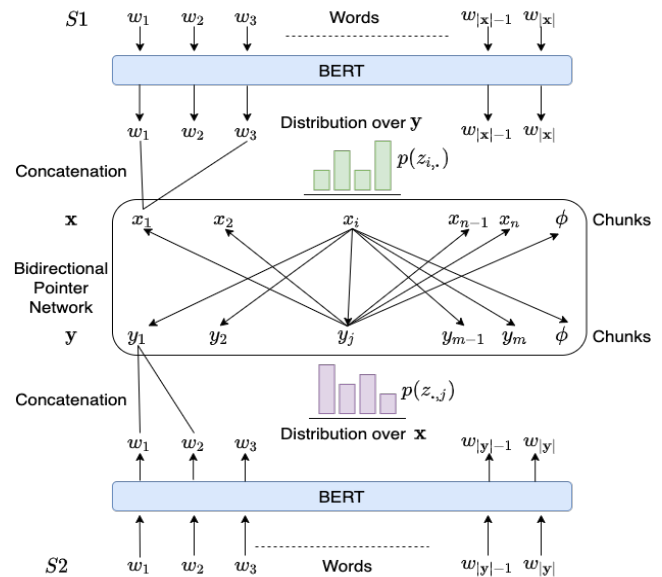 S1 w₁ w₂ w₃ Words w|𝐱|−1 w|𝐱|
BERT
w₁ w₂ w₃ Distribution over 𝐲 w|𝐱|−1 w|𝐱|
Concatenation p(zᵢ,.)
𝐱 x₁ x₂ xᵢ xₙ₋₁ xₙ ϕ Chunks
Bidirectional
Pointer
Network
𝐲 y₁ y₂ yⱼ yₘ₋₁ yₘ ϕ Chunks
Concatenation p(z.,ⱼ)
w₁ w₂ w₃ Distribution over 𝐱 w|𝐲|−1 w|𝐲|
BERT
S2 w₁ w₂ w₃ Words w|𝐲|−1 w|𝐲|